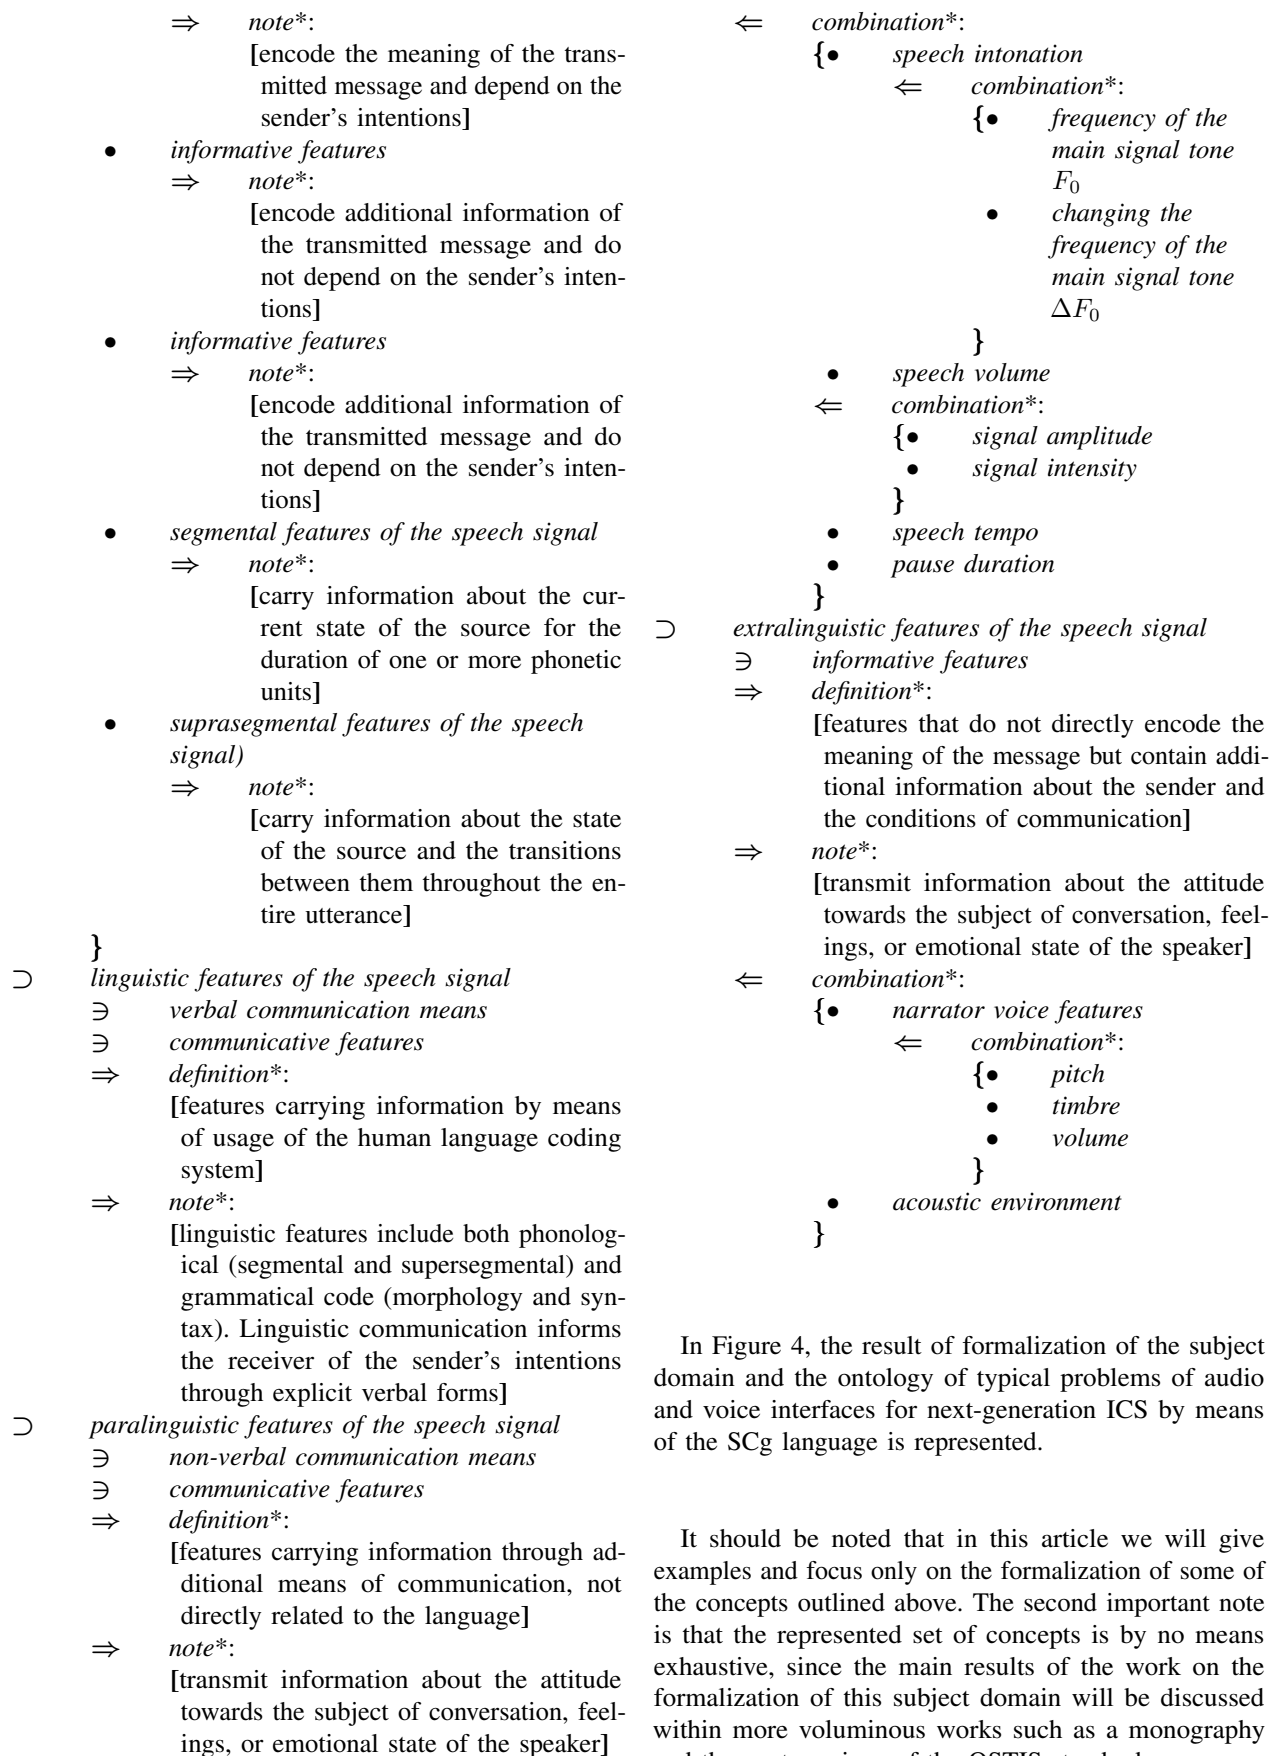 ⇒ note*:
[encode the meaning of the trans-
mitted message and depend on the
sender's intentions]
• informative features
⇒ note*:
[encode additional information of
the transmitted message and do
not depend on the sender's inten-
tions]
• informative features
⇒ note*:
[encode additional information of
the transmitted message and do
not depend on the sender's inten-
tions]
• segmental features of the speech signal
⇒ note*:
[carry information about the cur-
rent state of the source for the
duration of one or more phonetic
units]
• suprasegmental features of the speech
signal)
⇒ note*:
[carry information about the state
of the source and the transitions
between them throughout the en-
tire utterance]
}
⊃ linguistic features of the speech signal
∋ verbal communication means
∋ communicative features
⇒ definition*:
[features carrying information by means
of usage of the human language coding
system]
⇒ note*:
[linguistic features include both phonolog-
ical (segmental and supersegmental) and
grammatical code (morphology and syn-
tax). Linguistic communication informs
the receiver of the sender's intentions
through explicit verbal forms]
⊃ paralinguistic features of the speech signal
∋ non-verbal communication means
∋ communicative features
⇒ definition*:
[features carrying information through ad-
ditional means of communication, not
directly related to the language]
⇒ note*:
[transmit information about the attitude
towards the subject of conversation, feel-
ings, or emotional state of the speaker]
⇐ combination*:
{• speech intonation
⇐ combination*:
{• frequency of the
main signal tone
F₀
• changing the
frequency of the
main signal tone
ΔF₀
}
• speech volume
⇐ combination*:
{• signal amplitude
• signal intensity
}
• speech tempo
• pause duration
}
⊃ extralinguistic features of the speech signal
∋ informative features
⇒ definition*:
[features that do not directly encode the
meaning of the message but contain addi-
tional information about the sender and
the conditions of communication]
⇒ note*:
[transmit information about the attitude
towards the subject of conversation, feel-
ings, or emotional state of the speaker]
⇐ combination*:
{• narrator voice features
⇐ combination*:
{• pitch
• timbre
• volume
}
• acoustic environment
}
In Figure 4, the result of formalization of the subject
domain and the ontology of typical problems of audio
and voice interfaces for next-generation ICS by means
of the SCg language is represented.
It should be noted that in this article we will give
examples and focus only on the formalization of some of
the concepts outlined above. The second important note
is that the represented set of concepts is by no means
exhaustive, since the main results of the work on the
formalization of this subject domain will be discussed
within more voluminous works such as a monography